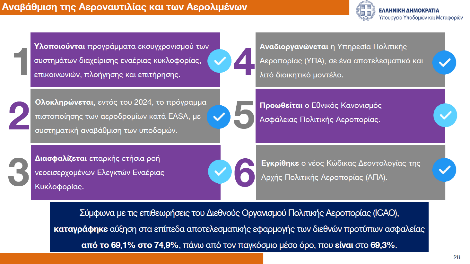 Αναβάθμιση της Αεροναυτιλίας και των Αερολιμένων
ΕΛΛΗΝΙΚΗ ΔΗΜΟΚΡΑΤΙΑ
Υπουργείο Υποδομών και Μεταφορών
1
Υλοποιούνται προγράμματα εκσυγχρονισμού των
συστημάτων διαχείρισης εναέριας κυκλοφορίας,
επικοινωνιών, πλοήγησης και επιτήρησης.
2
Ολοκληρώνεται, εντός του 2024, το πρόγραμμα
πιστοποίησης των αεροδρομίων κατά EASA, με
συστηματική αναβάθμιση των υποδομών.
3
Διασφαλίζεται επαρκής ετήσια ροή
νεοεισερχομένων Ελεγκτών Εναέριας
Κυκλοφορίας.
4
Αναδιοργανώνεται η Υπηρεσία Πολιτικής
Αεροπορίας (ΥΠΑ), σε ένα αποτελεσματικό και
λιτό διοικητικό μοντέλο.
5
Προωθείται ο Εθνικός Κανονισμός
Ασφαλείας Πολιτικής Αεροπορίας.
6
Εγκρίθηκε ο νέος Κώδικας Δεοντολογίας της
Αρχής Πολιτικής Αεροπορίας (ΑΠΑ).
Σύμφωνα με τις επιθεωρήσεις του Διεθνούς Οργανισμού Πολιτικής Αεροπορίας (ICAO),
καταγράφηκε αύξηση στα επίπεδα αποτελεσματικής εφαρμογής των διεθνών προτύπων ασφαλείας
από το 69,1% στο 74,9%, πάνω από τον παγκόσμιο μέσο όρο, που είναι στο 69,3%.